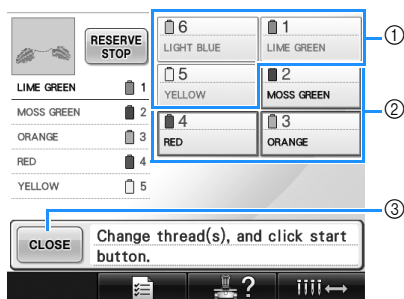 RESERVE
STOP
6
LIGHT BLUE
1
LIME GREEN
5
YELLOW
2
MOSS GREEN
4
RED
3
ORANGE
LIME GREEN 1
MOSS GREEN 2
ORANGE 3
RED 4
YELLOW 5
CLOSE
Change thread(s), and click start
button.
?
①
②
③